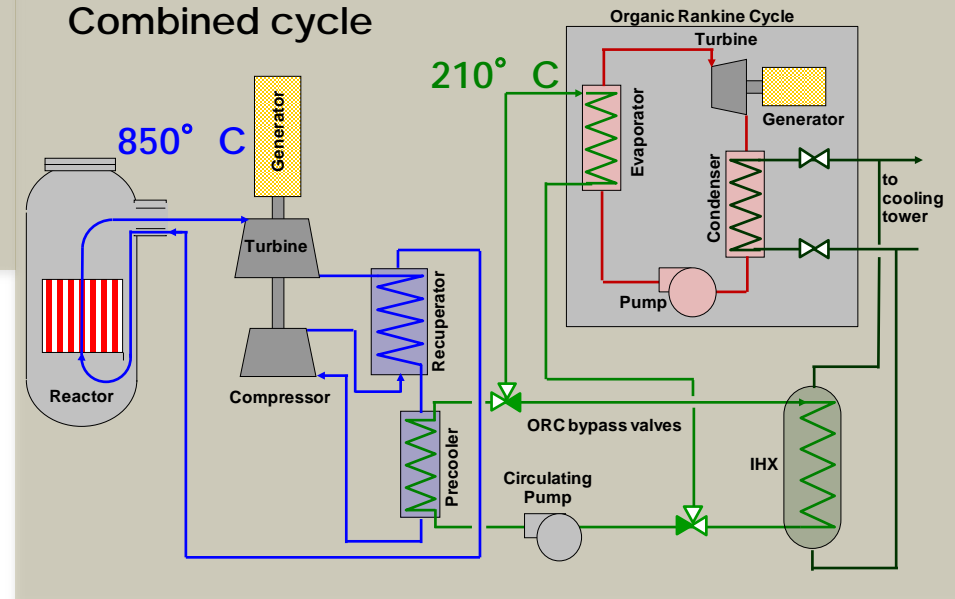 Combined cycle
Organic Rankine Cycle
Turbine
210° C
Generator
Evaporator
Generator
850° C
Condenser
to
cooling
tower
Turbine
Pump
Recuperator
Reactor
Compressor
ORC bypass valves
Precooler
IHX
Circulating
Pump